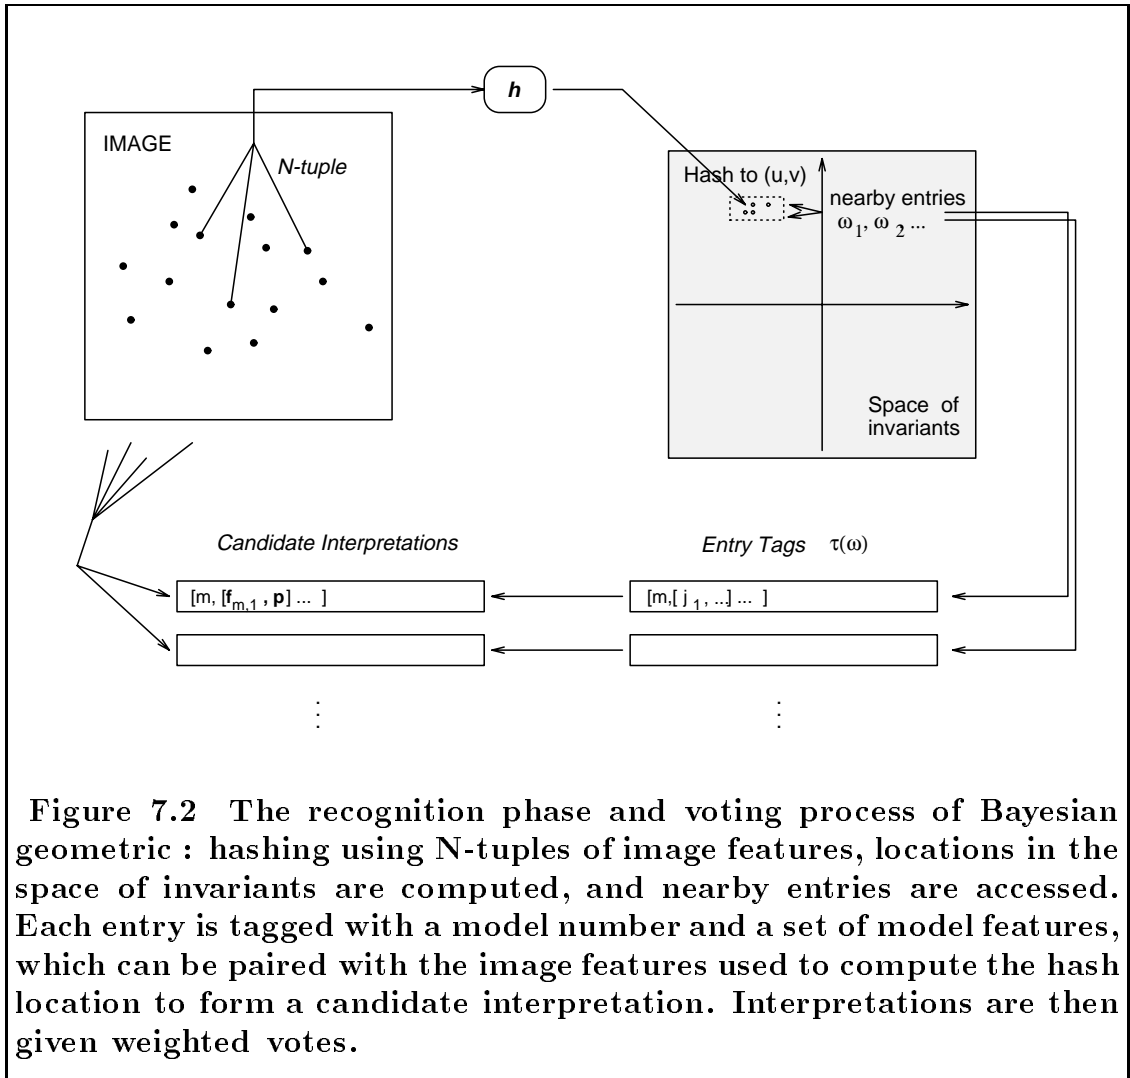 h
IMAGE
N-tuple
Hash to (u,v)
nearby entries
ω1, ω2 ...
Space of
invariants
Candidate Interpretations
Entry Tags τ(ω)
[m, [fm,1 , p] ... ]
[m,[ j1 , ...] ... ]
Figure 7.2 The recognition phase and voting process of Bayesian
geometric : hashing using N-tuples of image features, locations in the
space of invariants are computed, and nearby entries are accessed.
Each entry is tagged with a model number and a set of model features,
which can be paired with the image features used to compute the hash
location to form a candidate interpretation. Interpretations are then
given weighted votes.